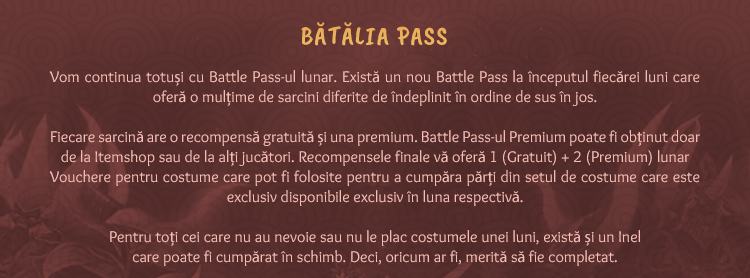 BĂTĂLIA PASS
Vom continua totuși cu Battle Pass-ul lunar. Există un nou Battle Pass la începutul fiecărei luni care
oferă o mulțime de sarcini diferite de îndeplinit în ordine de sus în jos.
Fiecare sarcină are o recompensă gratuită și una premium. Battle Pass-ul Premium poate fi obținut doar
de la Itemshop sau de la alți jucători. Recompensele finale vă oferă 1 (Gratuit) + 2 (Premium) lunar
Vouchere pentru costume care pot fi folosite pentru a cumpăra părți din setul de costume care este
exclusiv disponibile exclusiv în luna respectivă.
Pentru toți cei care nu au nevoie sau nu le plac costumele unei luni, există și un Inel
care poate fi cumpărat în schimb. Deci, oricum ar fi, merită să fie completat.